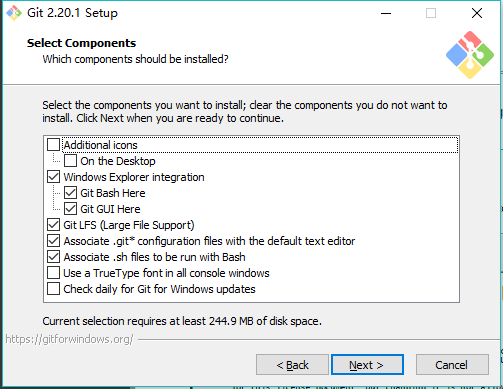 Git 2.20.1 Setup
Select Components
Which components should be installed?
Select the components you want to install; clear the components you do not want to
install. Click Next when you are ready to continue.
Additional icons
On the Desktop
Windows Explorer integration
Git Bash Here
Git GUI Here
Git LFS (Large File Support)
Associate .git* configuration files with the default text editor
Associate .sh files to be run with Bash
Use a TrueType font in all console windows
Check daily for Git for Windows updates
Current selection requires at least 244.9 MB of disk space.
https://gitforwindows.org/
< Back
Next >
Cancel